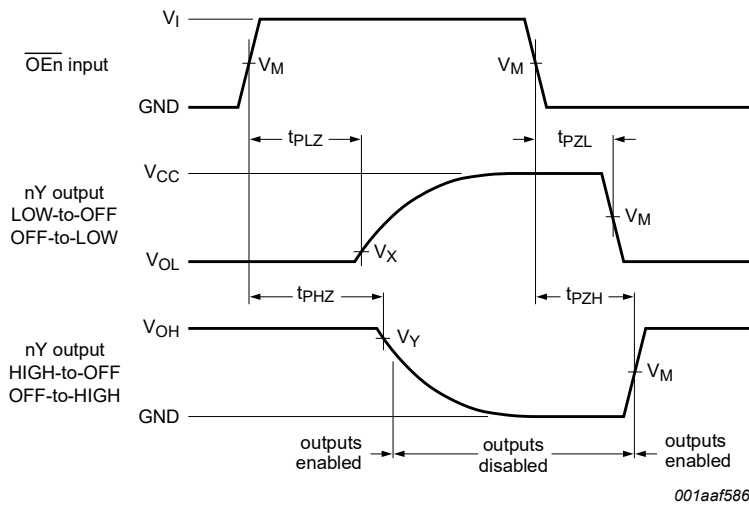 V_I
OEn input
V_M
V_M
GND
t_PLZ
t_PZL
V_CC
nY output
LOW-to-OFF
OFF-to-LOW
V_M
V_X
V_OL
t_PHZ
t_PZH
V_OH
nY output
HIGH-to-OFF
OFF-to-HIGH
V_Y
V_M
GND
outputs
enabled
outputs
disabled
outputs
enabled
001aaf586